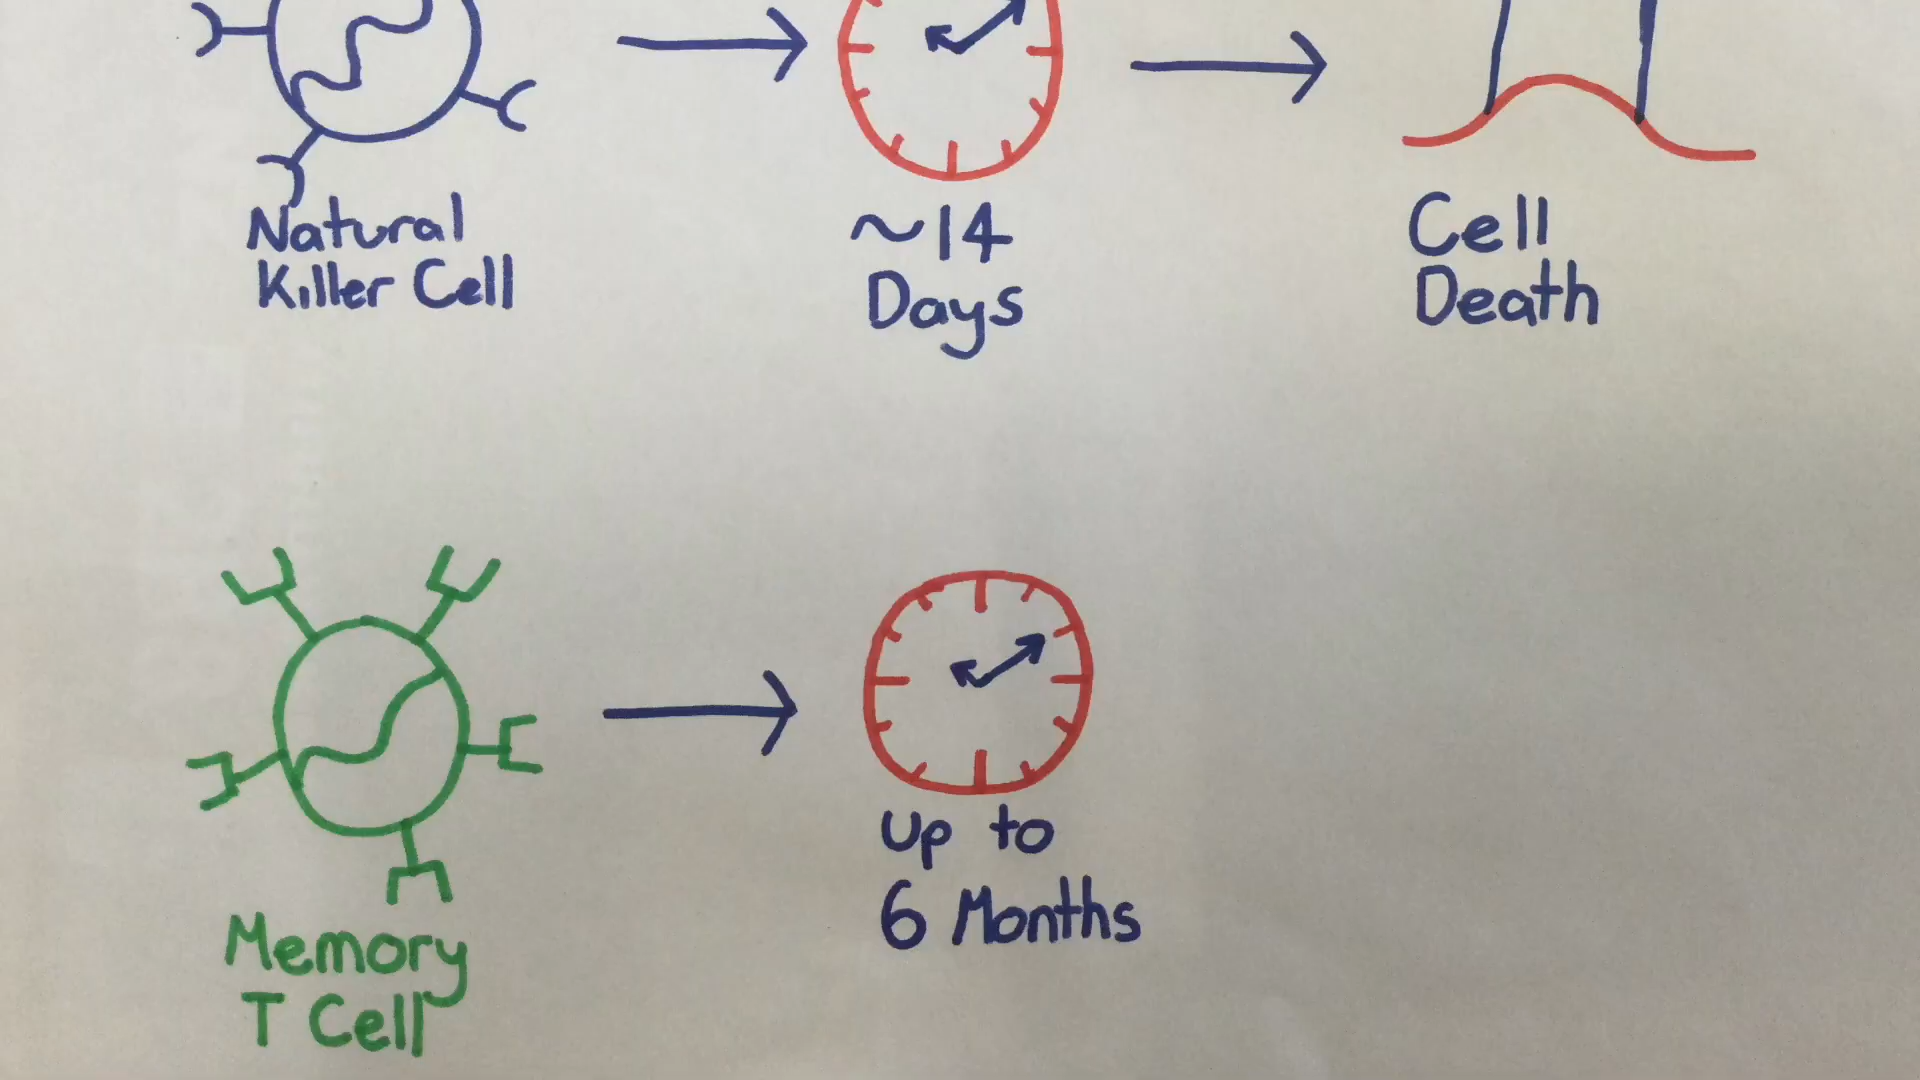 Natural
Killer Cell
~14
Days
Cell
Death
Up to
6 Months
Memory
T Cell